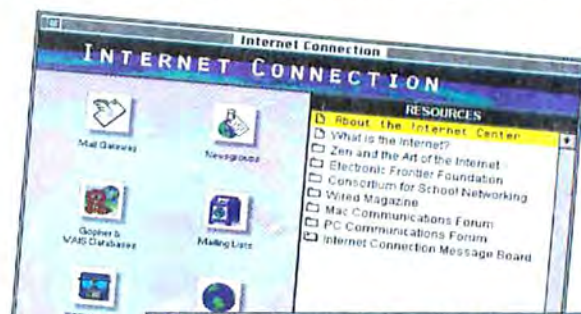 Internet Connection
INTERNET CONNECTION
Mail Gateway
Newsgroups
Gopher &
WAIS Databases
Mailing Lists
RESOURCES
About the Internet Center
What is the Internet?
Zen and the Art of the Internet
Electronic Frontier Foundation
Consortium for School Networking
Wired Magazine
Mac Communications Forum
PC Communications Forum
Internet Connection Message Board